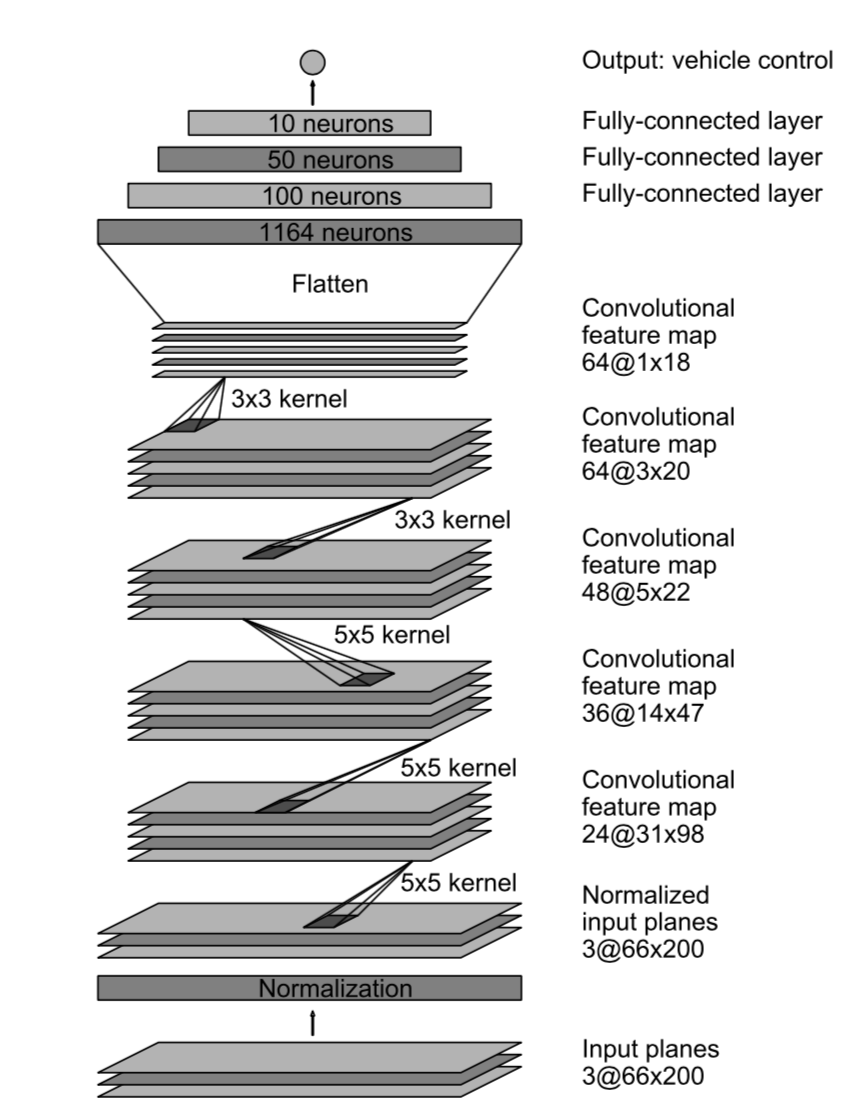 Output: vehicle control
10 neurons
Fully-connected layer
50 neurons
Fully-connected layer
100 neurons
Fully-connected layer
1164 neurons
Flatten
Convolutional
feature map
64@1x18
3x3 kernel
Convolutional
feature map
64@3x20
3x3 kernel
Convolutional
feature map
48@5x22
5x5 kernel
Convolutional
feature map
36@14x47
5x5 kernel
Convolutional
feature map
24@31x98
5x5 kernel
Normalized
input planes
3@66x200
Normalization
Input planes
3@66x200